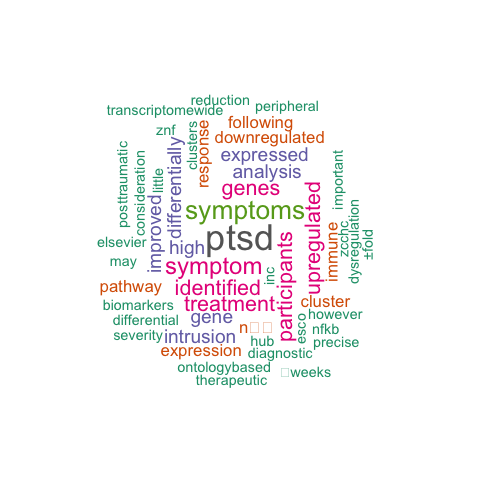 reduction
transcriptomewide
peripheral
znf
following
clusters
response
downregulated
posttraumatic
consideration
little
differentially
expressed
important
analysis
genes
improved
symptoms
upregulated
zcchc
dysregulation
±fold
elsevier
high
ptsd
participants
immune
may
symptom
inc
pathway
identified
treatment
cluster
biomarkers
gene
esco
however
differential
n
nfkb
severity
intrusion
hub
precise
expression
diagnostic
ontologybased
weeks
therapeutic